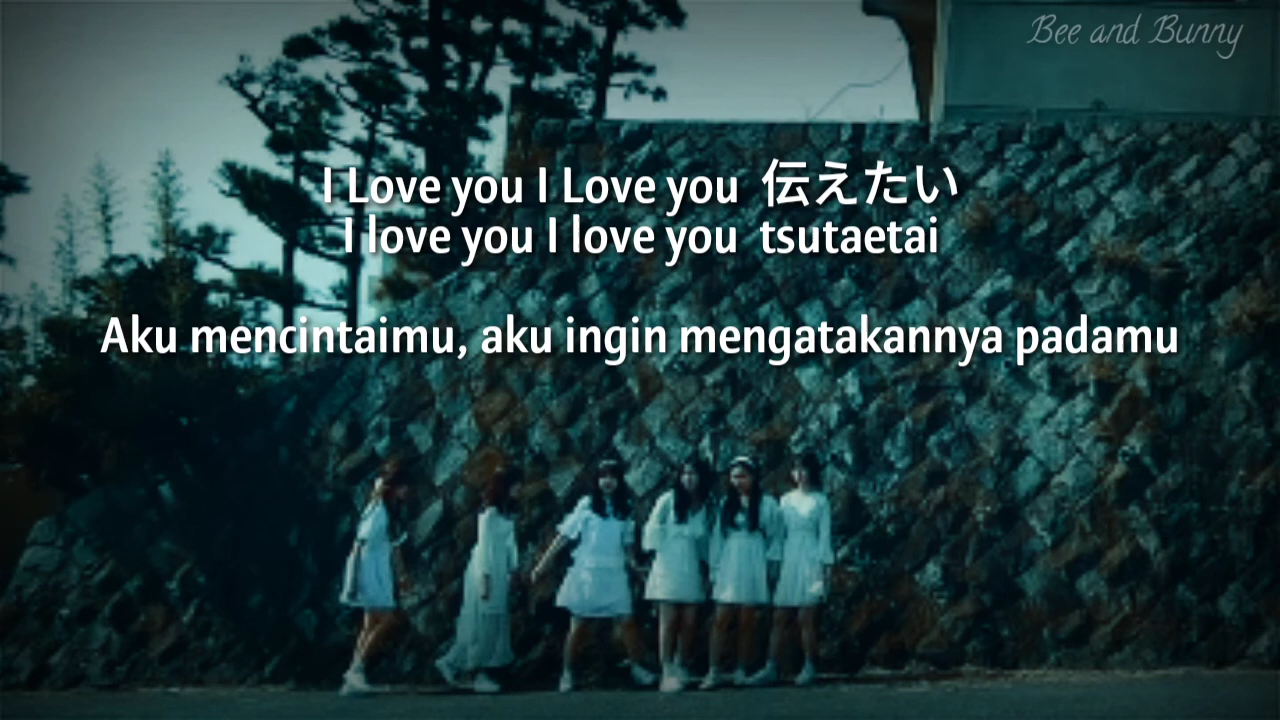 Bee and Bunny
I Love you I Love you 伝えたい
I love you I love you tsutaetai
Aku mencintaimu, aku ingin mengatakannya padamu